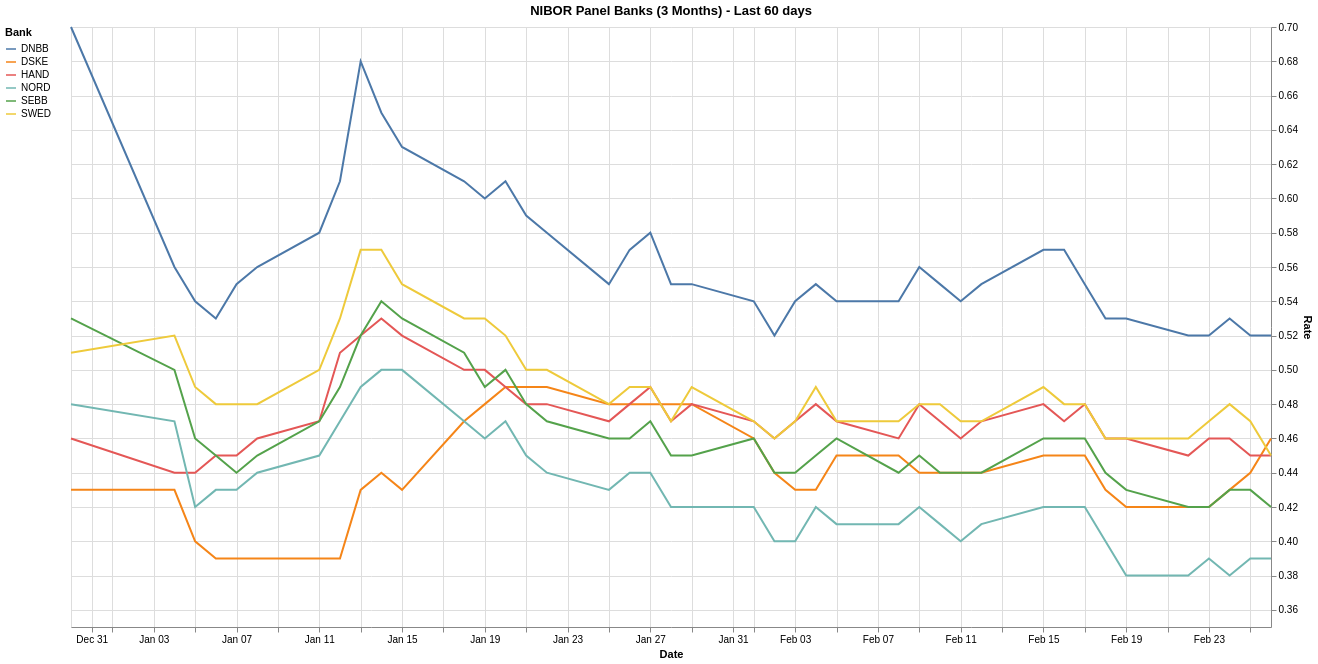 NIBOR Panel Banks (3 Months) - Last 60 days
Bank
DNBB
DSKE
HAND
NORD
SEBB
SWED
0.70
0.68
0.66
0.64
0.62
0.60
0.58
0.56
0.54
0.52
0.50
0.48
0.46
0.44
0.42
0.40
0.38
0.36
Rate
Dec 31 Jan 03 Jan 07 Jan 11 Jan 15 Jan 19 Jan 23 Jan 27 Jan 31 Feb 03 Feb 07 Feb 11 Feb 15 Feb 19 Feb 23
Date